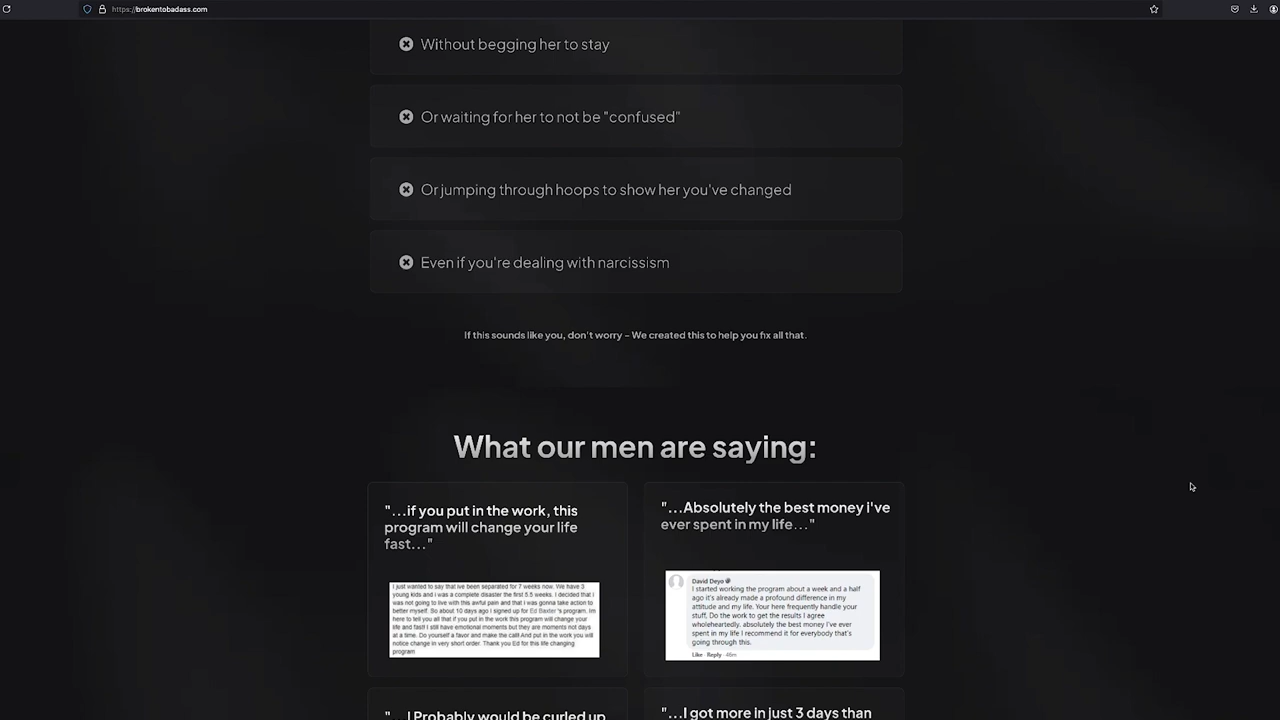 https://brokentobadass.com
Without begging her to stay
Or waiting for her to not be "confused"
Or jumping through hoops to show her you've changed
Even if you're dealing with narcissism
If this sounds like you, don't worry - We created this to help you fix all that.
What our men are saying:
"...if you put in the work, this
program will change your life
fast..."
I just wanted to say that ive been separated for 7 weeks now. We have 3
young kids and i was a complete disaster the first 5.5 weeks. I decided that i
was not going to live with this awful pain and that I was gonna take action to
better myself. So about 10 days ago I signed up for Ed Baxter's program. Im
here to tell you all that if you put in the work this program will change your
life and fast! I still have emotional moments but they are moments not days
at a time. Do yourself a favor and make the call! And put in the work you will
notice change in very short order. Thank you Ed for this life changing
program
"...Absolutely the best money i've
ever spent in my life..."
David Deyo
I started working the program about a week and a half
ago it's already made a profound difference in my
attitude and my life. Your here frequently handle your
stuff. Do the work to get the results I agree
wholeheartedly. absolutely the best money I've ever
spent in my life I recommend it for everybody that's
going through this.
Like · Reply · 46m
"...I Probably would be curled up
"...I got more in just 3 days than